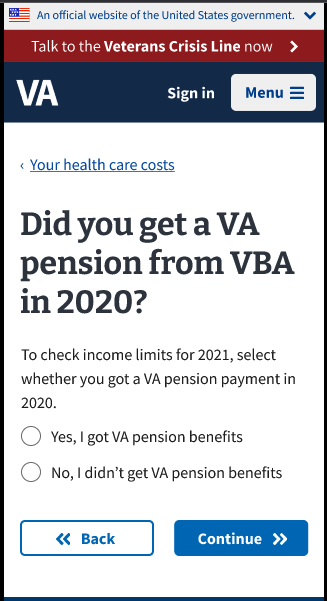 An official website of the United States government.
Talk to the Veterans Crisis Line now
VA
Sign in
Menu
‹ Your health care costs
Did you get a VA
pension from VBA
in 2020?
To check income limits for 2021, select
whether you got a VA pension payment in
2020.
Yes, I got VA pension benefits
No, I didn’t get VA pension benefits
Back
Continue